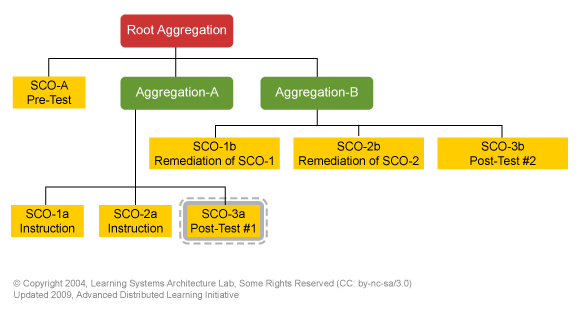 Root Aggregation
SCO-A
Pre-Test
Aggregation-A
Aggregation-B
SCO-1b
Remediation of SCO-1
SCO-2b
Remediation of SCO-2
SCO-3b
Post-Test #2
SCO-1a
Instruction
SCO-2a
Instruction
SCO-3a
Post-Test #1
© Copyright 2004, Learning Systems Architecture Lab, Some Rights Reserved (CC: by-nc-sa/3.0)
Updated 2009, Advanced Distributed Learning Initiative